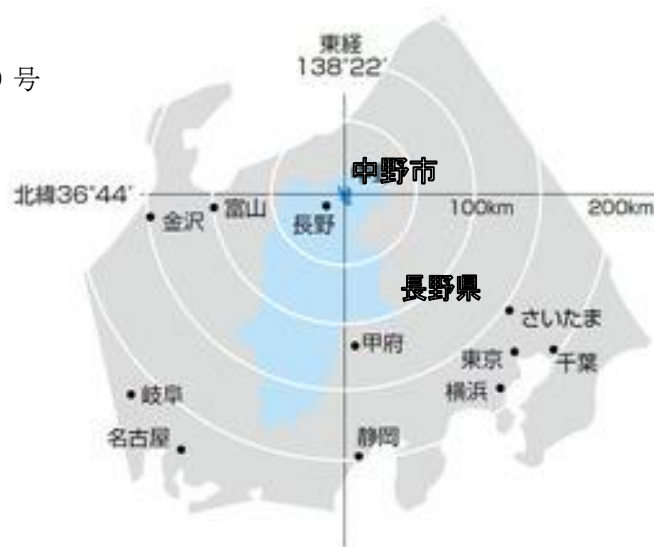 東経
138°22′
号
中野市
北緯36°44′
100km
200km
金沢
富山
長野
長野県
さいたま
甲府
東京
千葉
横浜
岐阜
名古屋
静岡